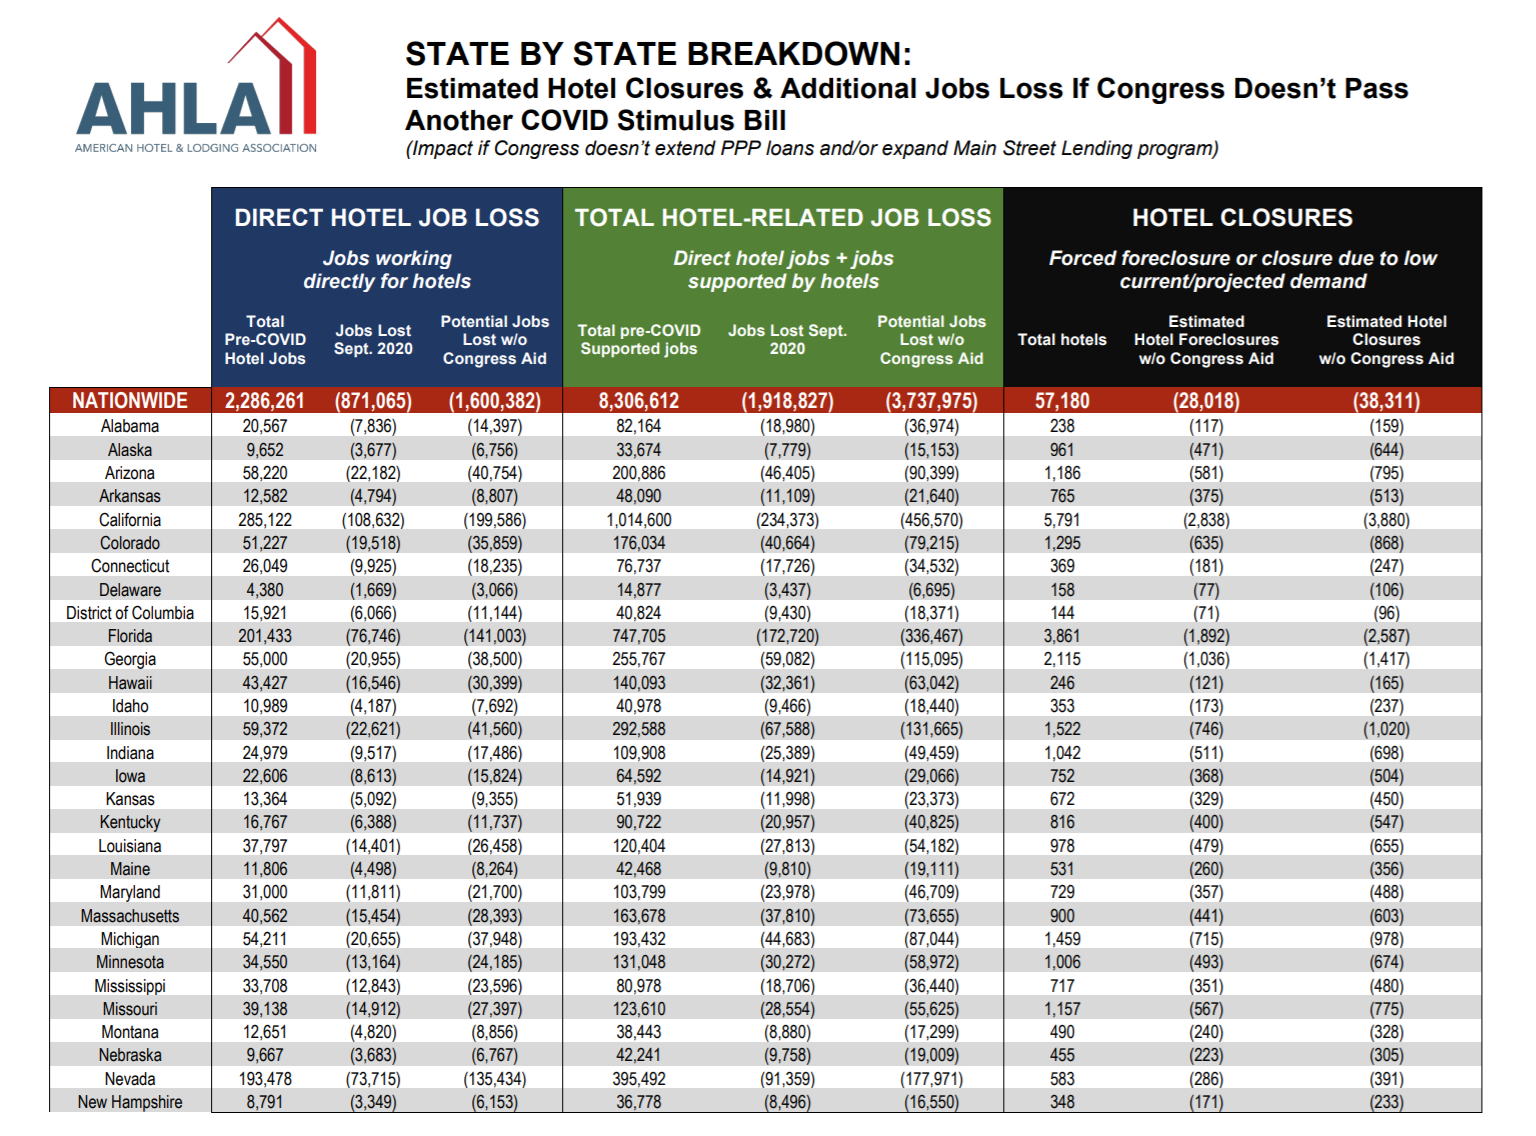 AHLA
AMERICAN HOTEL & LODGING ASSOCIATION
STATE BY STATE BREAKDOWN:
Estimated Hotel Closures & Additional Jobs Loss If Congress Doesn't Pass
Another COVID Stimulus Bill
(Impact if Congress doesn't extend PPP loans and/or expand Main Street Lending program)
DIRECT HOTEL JOB LOSS TOTAL HOTEL-RELATED JOB LOSS HOTEL CLOSURES
Jobs working directly for hotels
Direct hotel jobs + jobs supported by hotels
Forced foreclosure or closure due to low current/projected demand
Total Pre-COVID Hotel Jobs
Jobs Lost Sept. 2020
Potential Jobs Lost w/o Congress Aid
Total pre-COVID Supported jobs
Jobs Lost Sept. 2020
Potential Jobs Lost w/o Congress Aid
Total hotels
Estimated Hotel Foreclosures w/o Congress Aid
Estimated Hotel Closures w/o Congress Aid
NATIONWIDE 2,286,261 (871,065) (1,600,382) 8,306,612 (1,918,827) (3,737,975) 57,180 (28,018) (38,311)
Alabama 20,567 (7,836) (14,397) 82,164 (18,980) (36,974) 238 (117) (159)
Alaska 9,652 (3,677) (6,756) 33,674 (7,779) (15,153) 961 (471) (644)
Arizona 58,220 (22,182) (40,754) 200,886 (46,405) (90,399) 1,186 (581) (795)
Arkansas 12,582 (4,794) (8,807) 48,090 (11,109) (21,640) 765 (375) (513)
California 285,122 (108,632) (199,586) 1,014,600 (234,373) (456,570) 5,791 (2,838) (3,880)
Colorado 51,227 (19,518) (35,859) 176,034 (40,664) (79,215) 1,295 (635) (868)
Connecticut 26,049 (9,925) (18,235) 76,737 (17,726) (34,532) 369 (181) (247)
Delaware 4,380 (1,669) (3,066) 14,877 (3,437) (6,695) 158 (77) (106)
District of Columbia 15,921 (6,066) (11,144) 40,824 (9,430) (18,371) 144 (71) (96)
Florida 201,433 (76,746) (141,003) 747,705 (172,720) (336,467) 3,861 (1,892) (2,587)
Georgia 55,000 (20,955) (38,500) 255,767 (59,082) (115,095) 2,115 (1,036) (1,417)
Hawaii 43,427 (16,546) (30,399) 140,093 (32,361) (63,042) 246 (121) (165)
Idaho 10,989 (4,187) (7,692) 40,978 (9,466) (18,440) 353 (173) (237)
Illinois 59,372 (22,621) (41,560) 292,588 (67,588) (131,665) 1,522 (746) (1,020)
Indiana 24,979 (9,517) (17,486) 109,908 (25,389) (49,459) 1,042 (511) (698)
Iowa 22,606 (8,613) (15,824) 64,592 (14,921) (29,066) 752 (368) (504)
Kansas 13,364 (5,092) (9,355) 51,939 (11,998) (23,373) 672 (329) (450)
Kentucky 16,767 (6,388) (11,737) 90,722 (20,957) (40,825) 816 (400) (547)
Louisiana 37,797 (14,401) (26,458) 120,404 (27,813) (54,182) 978 (479) (655)
Maine 11,806 (4,498) (8,264) 42,468 (9,810) (19,111) 531 (260) (356)
Maryland 31,000 (11,811) (21,700) 103,799 (23,978) (46,709) 729 (357) (488)
Massachusetts 40,562 (15,454) (28,393) 163,678 (37,810) (73,655) 900 (441) (603)
Michigan 54,211 (20,655) (37,948) 193,432 (44,683) (87,044) 1,459 (715) (978)
Minnesota 34,550 (13,164) (24,185) 131,048 (30,272) (58,972) 1,006 (493) (674)
Mississippi 33,708 (12,843) (23,596) 80,978 (18,706) (36,440) 717 (351) (480)
Missouri 39,138 (14,912) (27,397) 123,610 (28,554) (55,625) 1,157 (567) (775)
Montana 12,651 (4,820) (8,856) 38,443 (8,880) (17,299) 490 (240) (328)
Nebraska 9,667 (3,683) (6,767) 42,241 (9,758) (19,009) 455 (223) (305)
Nevada 193,478 (73,715) (135,434) 395,492 (91,359) (177,971) 583 (286) (391)
New Hampshire 8,791 (3,349) (6,153) 36,778 (8,496) (16,550) 348 (171) (233)